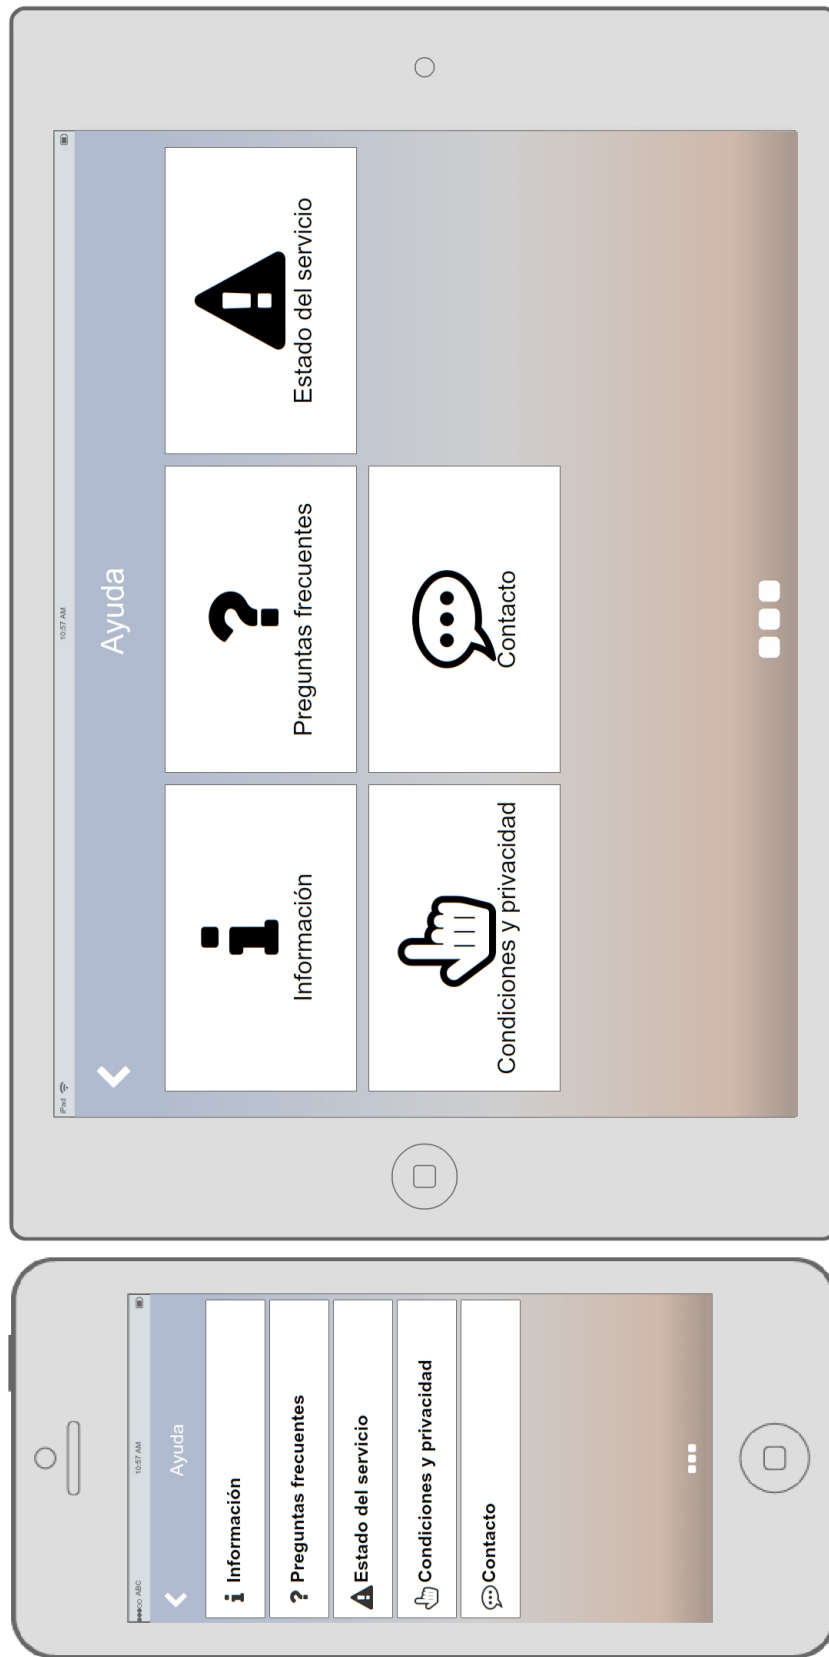 ●●●○○ ABC 10:57 AM
Ayuda
Información
Preguntas frecuentes
Estado del servicio
Condiciones y privacidad
Contacto
iPad 10:57 AM
Ayuda
Información
Preguntas frecuentes
Estado del servicio
Condiciones y privacidad
Contacto